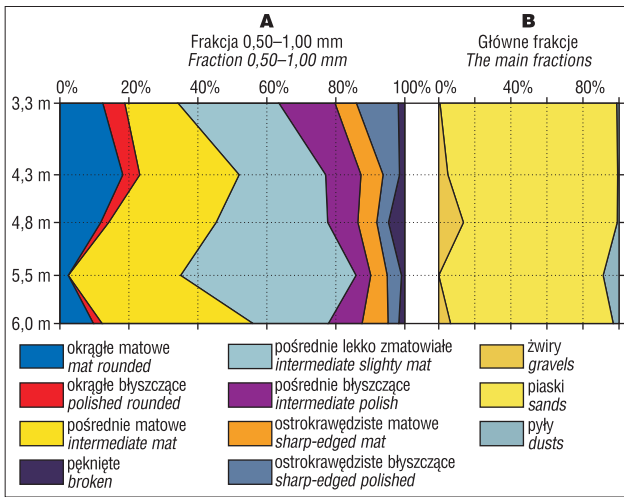 A
Frakcja 0,50–1,00 mm
Fraction 0,50–1,00 mm
B
Główne frakcje
The main fractions
0% 20% 40% 60% 80% 100%
0% 40% 80%
3,3 m
4,3 m
4,8 m
5,5 m
6,0 m
okrągłe matowe
mat rounded
okrągłe błyszczące
polished rounded
pośrednie matowe
intermediate mat
pęknięte
broken
pośrednie lekko zmatowiałe
intermediate slighty mat
pośrednie błyszczące
intermediate polish
ostrokrawędziste matowe
sharp-edged mat
ostrokrawędziste błyszczące
sharp-edged polished
żwiry
gravels
piaski
sands
pyły
dusts